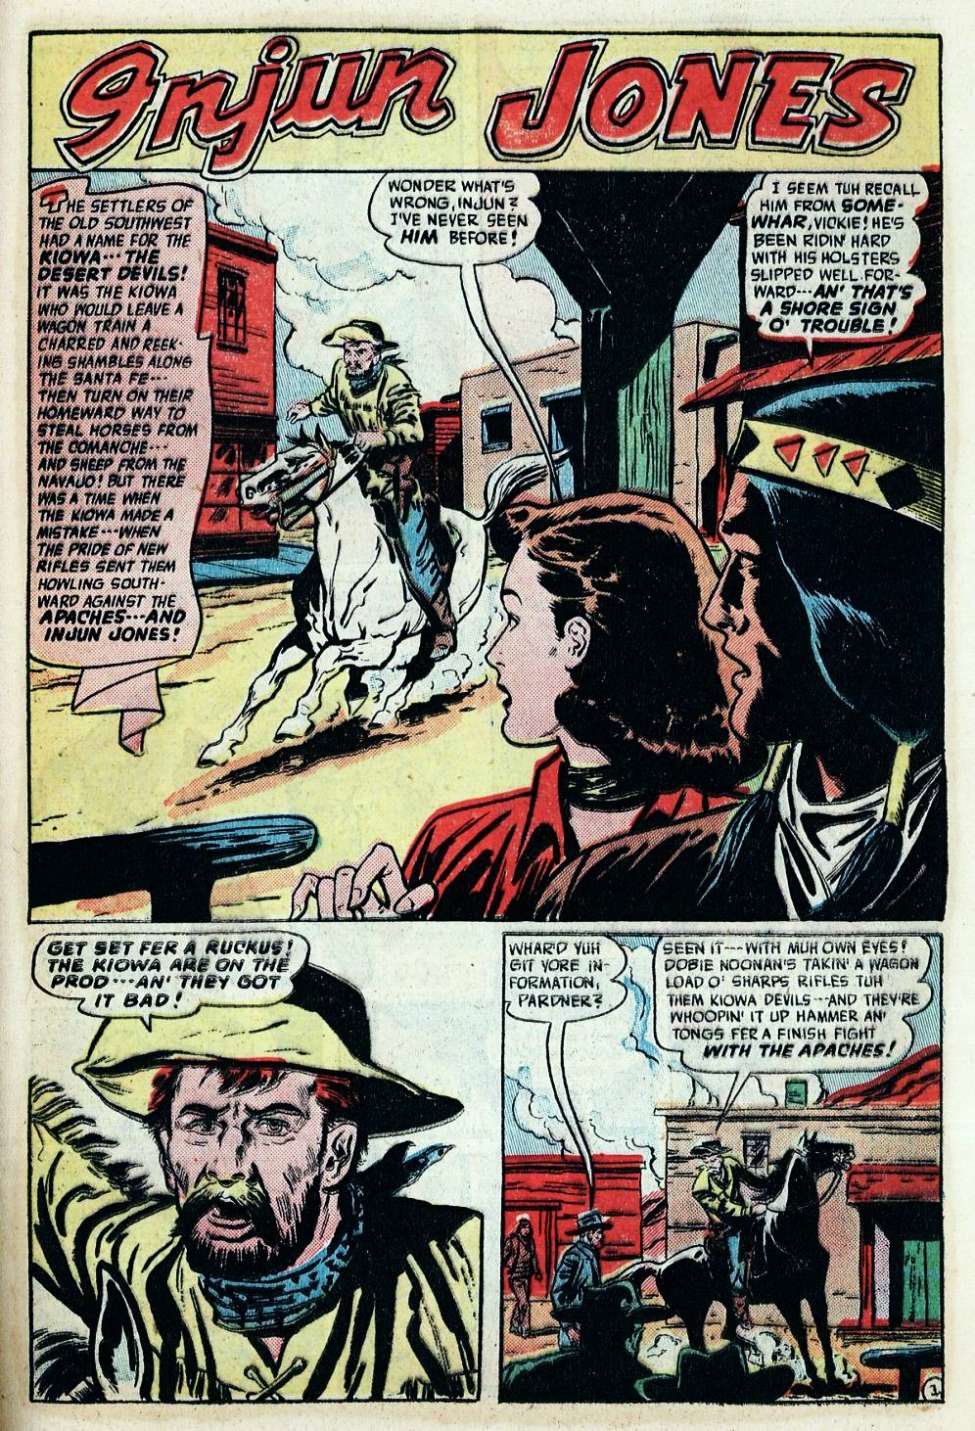 Injun JONES
THE SETTLERS OF
THE OLD SOUTHWEST
HAD A NAME FOR THE
KIOWA---THE
DESERT DEVILS!
IT WAS THE KIOWA
WHO WOULD LEAVE A
WAGON TRAIN A
CHARRED AND REEK-
ING SHAMBLES ALONG
THE SANTA FE---
THEN TURN ON THEIR
HOMEWARD WAY TO
STEAL HORSES FROM
THE COMANCHE---
AND SHEEP FROM THE
NAVAJO! BUT THERE
WAS A TIME WHEN
THE KIOWA MADE A
MISTAKE---WHEN
THE PRIDE OF NEW
RIFLES SENT THEM
HOWLING SOUTH-
WARD AGAINST THE
APACHES---AND
INJUN JONES!
WONDER WHAT'S
WRONG, INJUN?
I'VE NEVER SEEN
HIM BEFORE!
I SEEM TUH RECALL
HIM FROM SOME-
WHAR, VICKIE! HE'S
BEEN RIDIN' HARD
WITH HIS HOLSTERS
SLIPPED WELL FOR-
WARD---AN' THAT'S
A SHORE SIGN
O' TROUBLE!
GET SET FER A RUCKUS!
THE KIOWA ARE ON THE
PROD---AN' THEY GOT
IT BAD!
WHAR'D YUH
GIT YORE IN-
FORMATION,
PARDNER?
SEEN IT---WITH MUH OWN EYES!
DOBIE NOONAN'S TAKIN' A WAGON
LOAD O' SHARPS RIFLES TUH
THEM KIOWA DEVILS---AND THEY'RE
WHOOPIN' IT UP HAMMER AN'
TONGS FER A FINISH FIGHT
WITH THE APACHES!
1